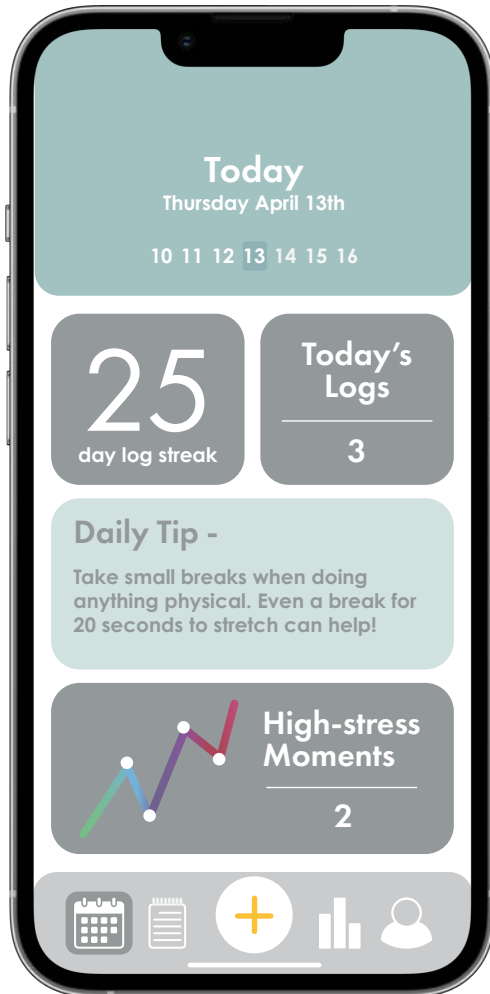 Today
Thursday April 13th
10 11 12 13 14 15 16
25
day log streak
Today’s
Logs
3
Daily Tip -
Take small breaks when doing
anything physical. Even a break for
20 seconds to stretch can help!
High-stress
Moments
2